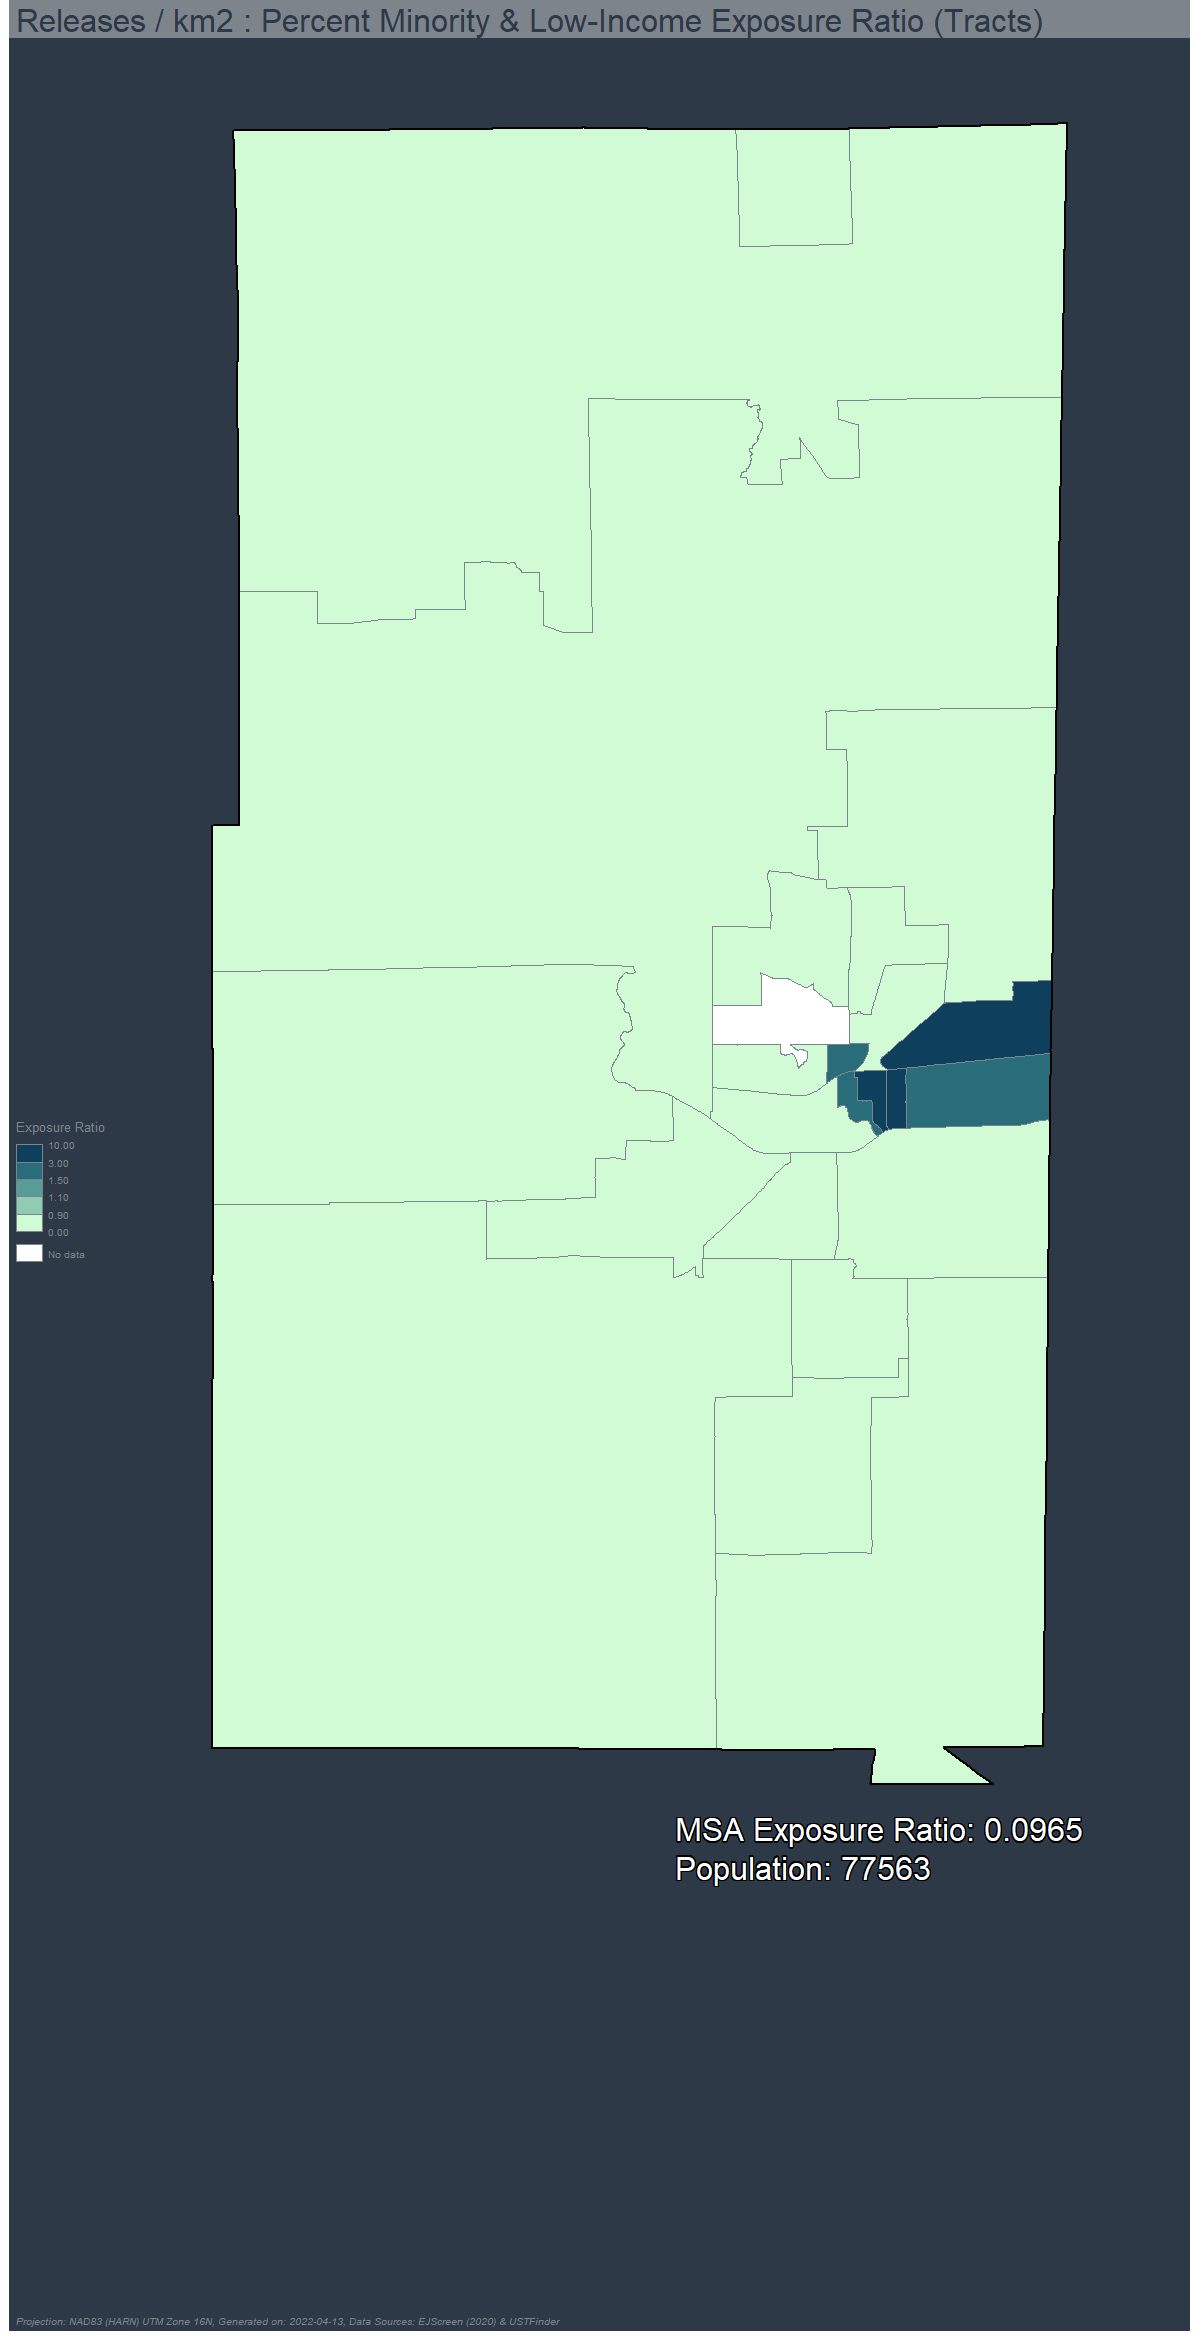 Releases / km2 : Percent Minority & Low-Income Exposure Ratio (Tracts)
Exposure Ratio
10.00
3.00
1.50
1.10
0.90
0.00
No data
MSA Exposure Ratio: 0.0965
Population: 77563
Projection: NAD83 (HARN) UTM Zone 16N, Generated on: 2022-04-13, Data Sources: EJScreen (2020) & USTFinder